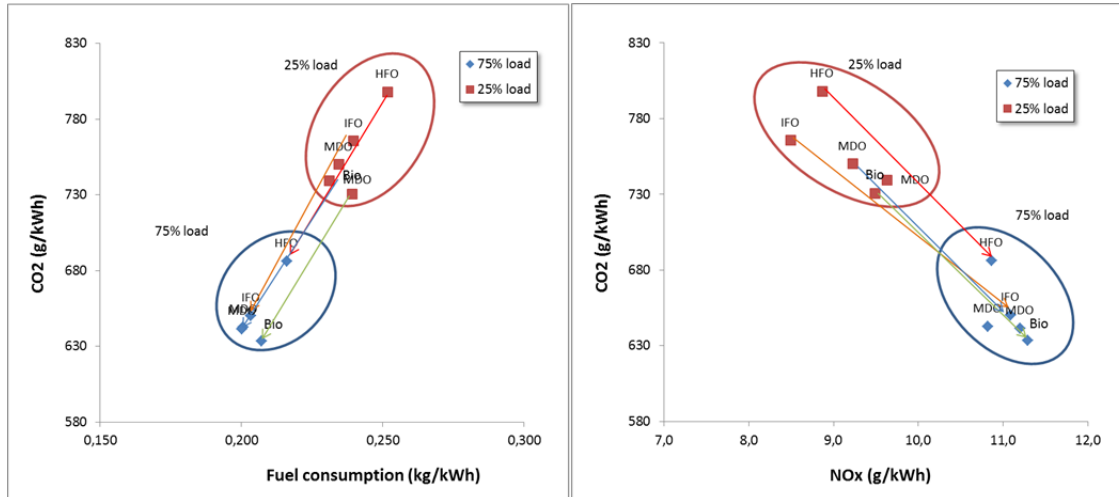 830
780
730
680
630
580
CO2 (g/kWh)
0,150
0,200
0,250
0,300
Fuel consumption (kg/kWh)
25% load
75% load
75% load
25% load
HFO
IFO
MDO
Bio
MDO
HFO
IFO
MDO
MDO
Bio
830
780
730
680
630
580
CO2 (g/kWh)
7,0
8,0
9,0
10,0
11,0
12,0
NOx (g/kWh)
25% load
75% load
75% load
25% load
HFO
IFO
MDO
Bio
MDO
HFO
IFO
MDO
MDO
Bio